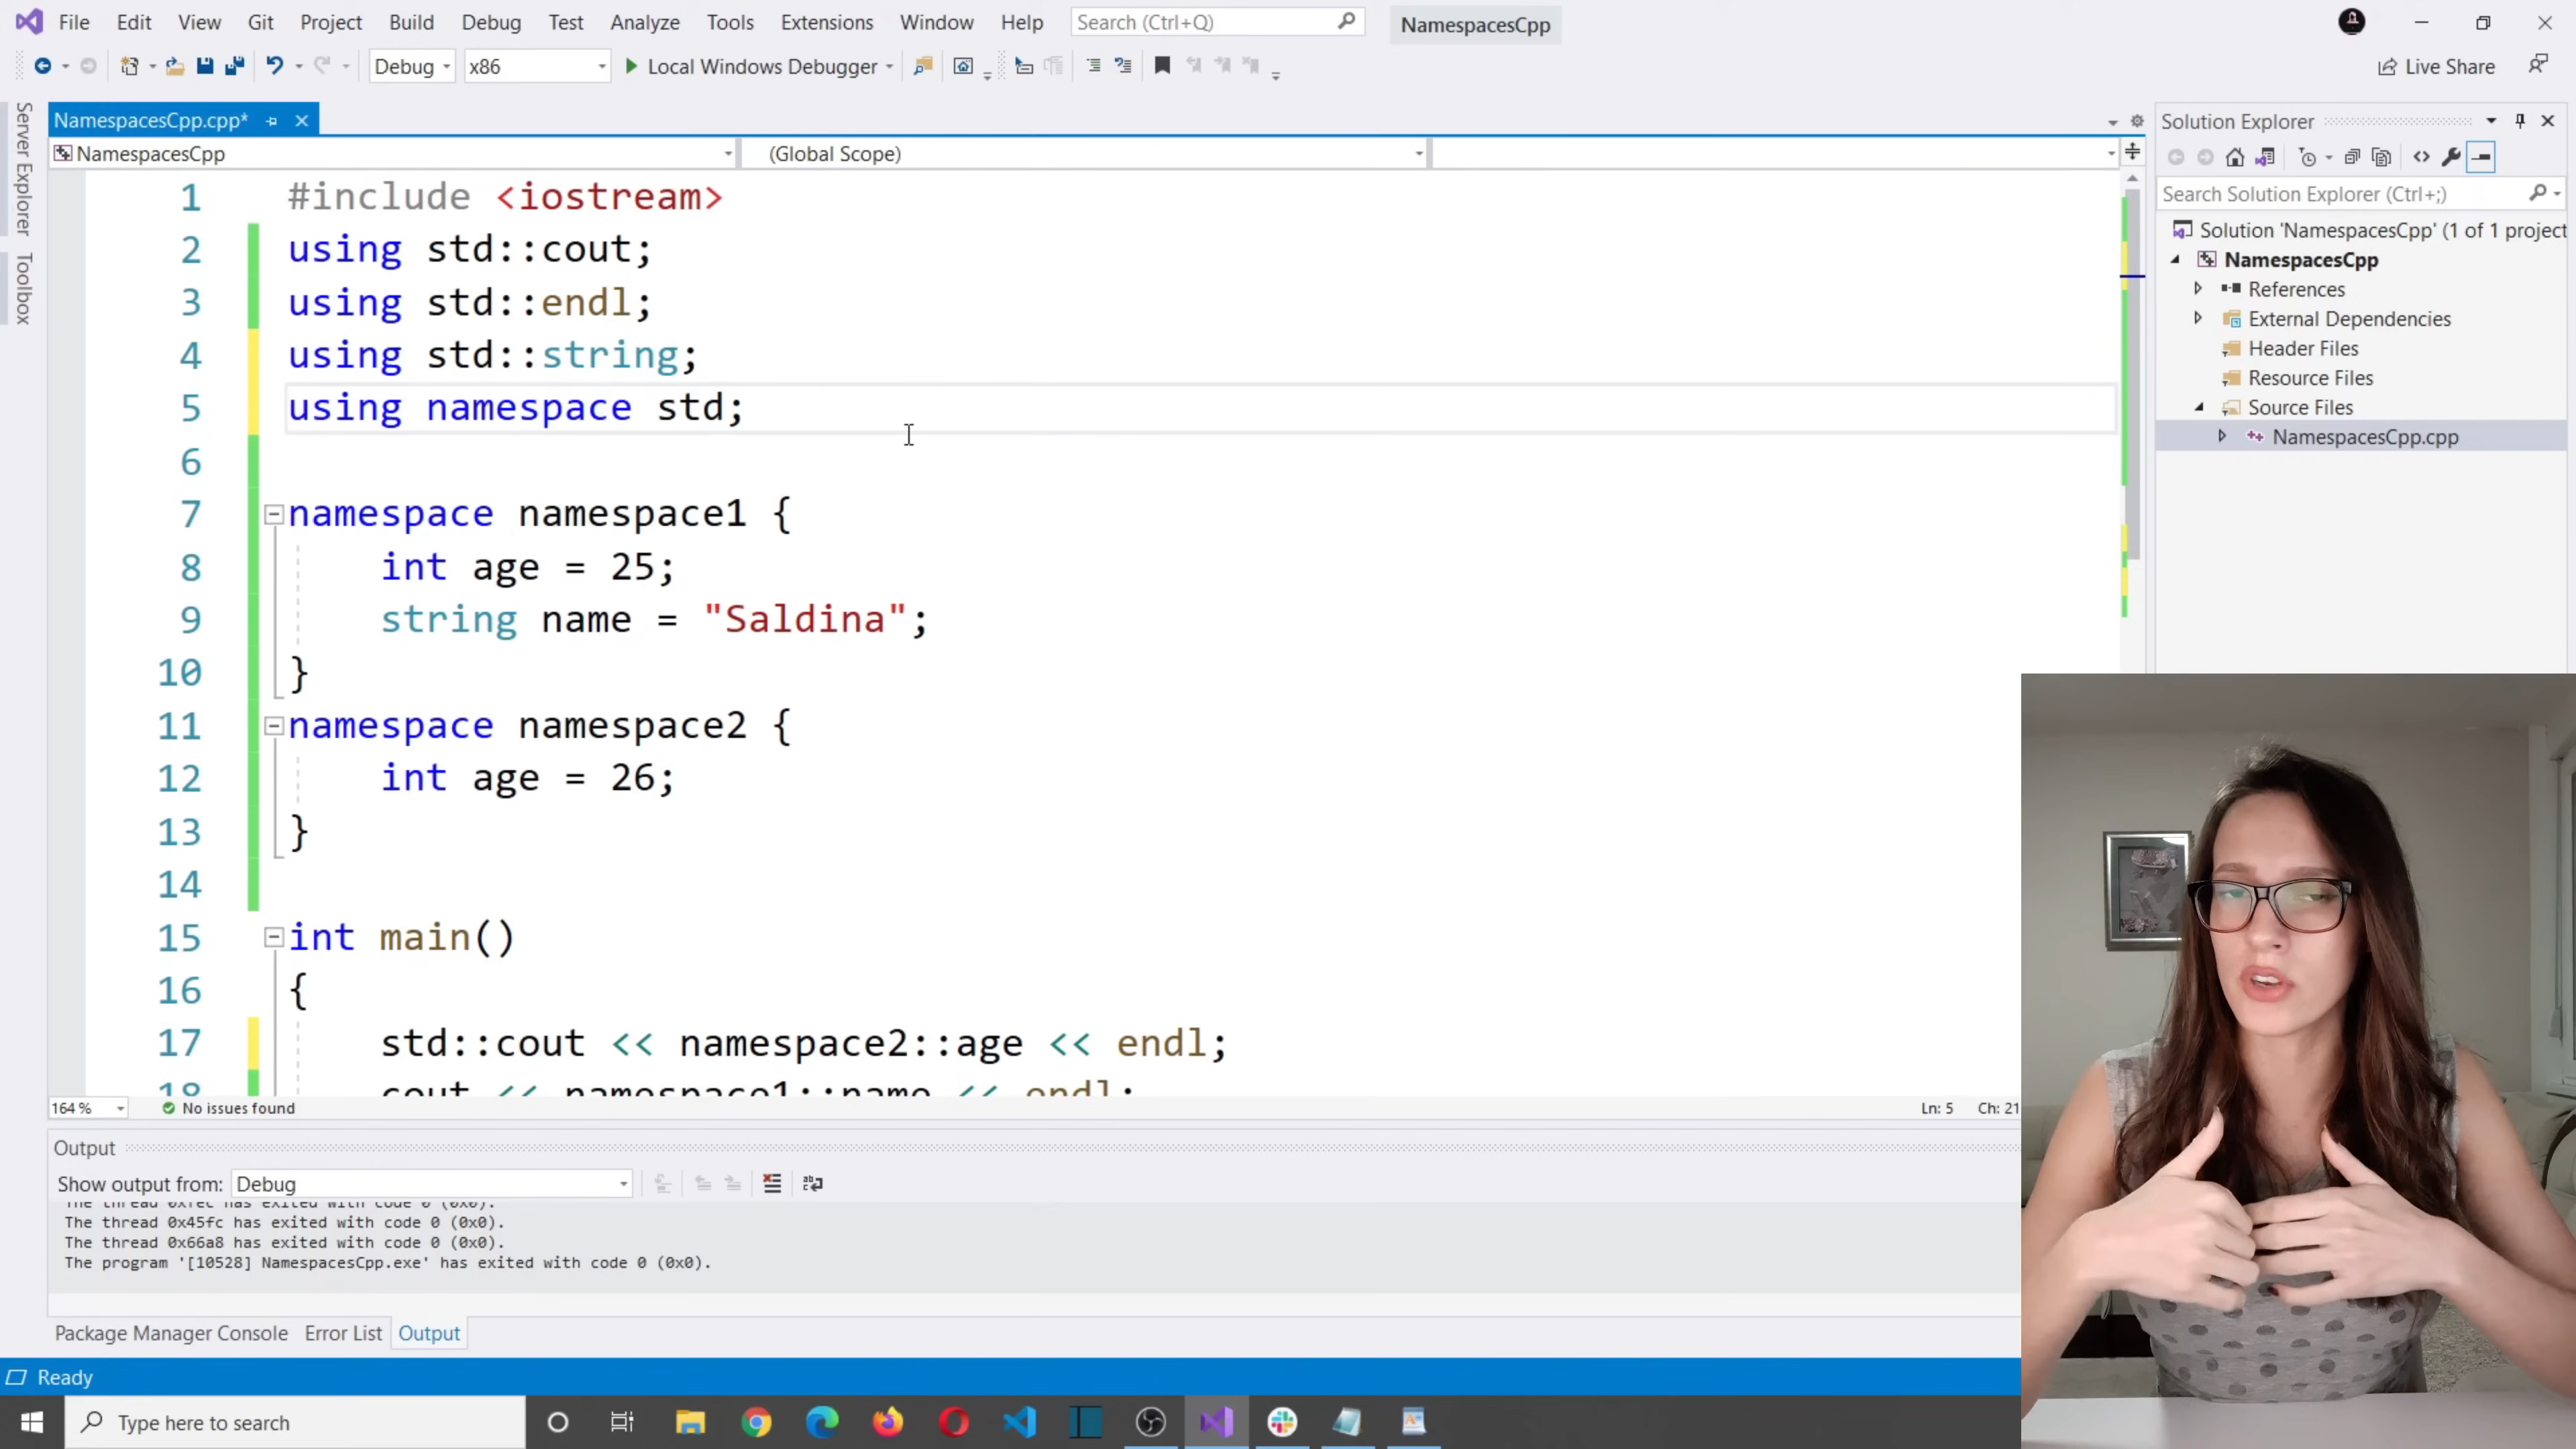 File Edit View Git Project Build Debug Test Analyze Tools Extensions Window Help Search (Ctrl+Q) NamespacesCpp
Debug x86 Local Windows Debugger Live Share
Server Explorer
Toolbox
NamespacesCpp.cpp*
NamespacesCpp (Global Scope)
1 #include <iostream>
2 using std::cout;
3 using std::endl;
4 using std::string;
5 using namespace std;
6
7 namespace namespace1 {
8 int age = 25;
9 string name = "Saldina";
10 }
11 namespace namespace2 {
12 int age = 26;
13 }
14
15 int main()
16 {
17 std::cout << namespace2::age << endl;
18 cout << namespace1::name << endl;
164 % No issues found Ln: 5 Ch: 21
Output
Show output from: Debug
The thread 0x45fc has exited with code 0 (0x0).
The thread 0x66a8 has exited with code 0 (0x0).
The program '[10528] NamespacesCpp.exe' has exited with code 0 (0x0).
Package Manager Console Error List Output
Ready
Type here to search
Solution Explorer
Search Solution Explorer (Ctrl+;)
Solution 'NamespacesCpp' (1 of 1 project
NamespacesCpp
References
External Dependencies
Header Files
Resource Files
Source Files
NamespacesCpp.cpp